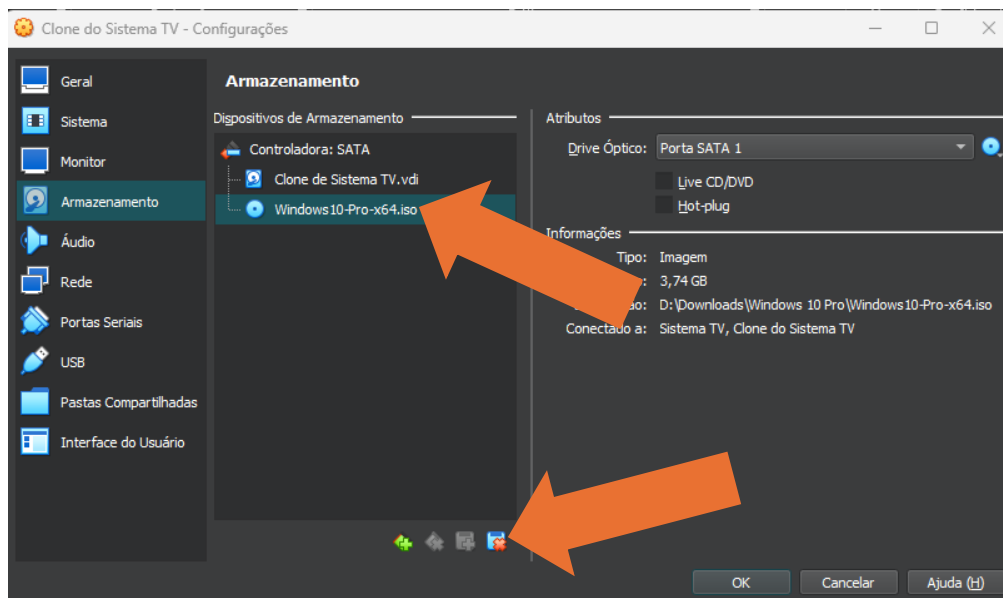 Clone do Sistema TV - Configurações
Geral
Sistema
Monitor
Armazenamento
Áudio
Rede
Portas Seriais
USB
Pastas Compartilhadas
Interface do Usuário
Armazenamento
Dispositivos de Armazenamento
Controladora: SATA
Clone de Sistema TV.vdi
Windows10-Pro-x64.iso
Atributos
Drive Óptico: Porta SATA 1
Live CD/DVD
Hot-plug
Informações
Tipo: Imagem
3,74 GB
D:\Downloads\Windows 10 Pro\Windows10-Pro-x64.iso
Conectado a: Sistema TV, Clone do Sistema TV
OK
Cancelar
Ajuda (H)